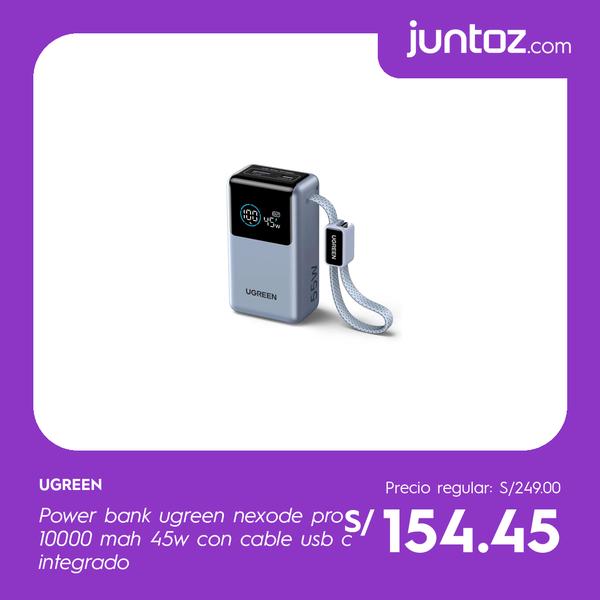 juntoz.com
100
45w
UGREEN
UGREEN
55W
UGREEN
Precio regular: S/249.00
Power bank ugreen nexode pro
10000 mah 45w con cable usb c
integrado
S/ 154.45